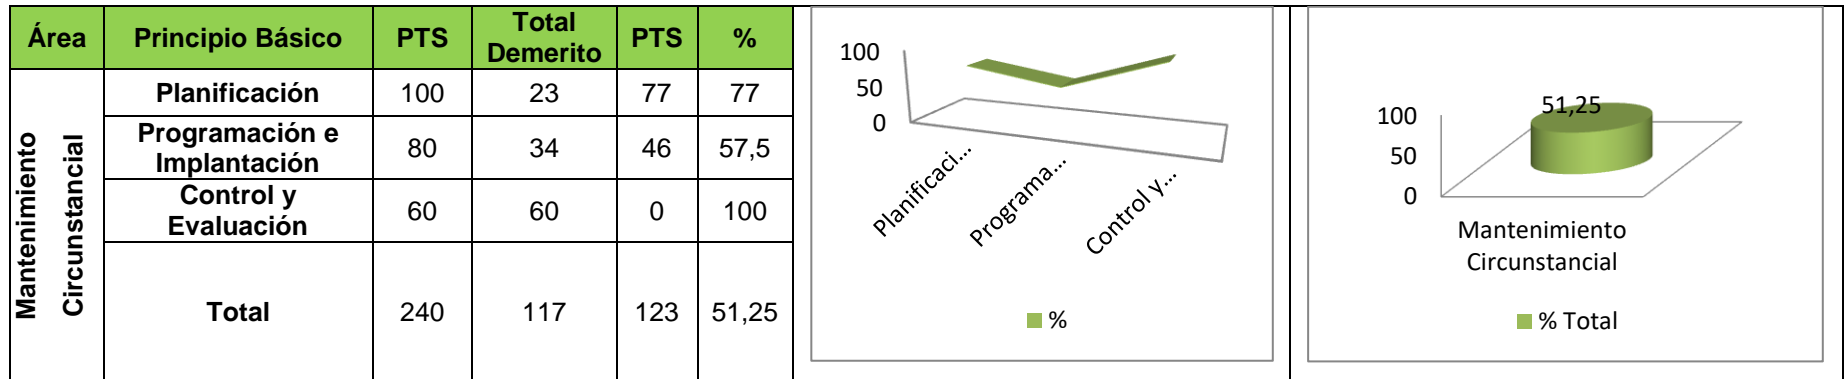 Área Principio Básico PTS Total Demerito PTS %
Mantenimiento Circunstancial
Planificación 100 23 77 77
Programación e Implantación 80 34 46 57,5
Control y Evaluación 60 60 0 100
Total 240 117 123 51,25
100
50
0
Planificaci...
Programa...
Control y...
%
51,25
100
50
0
Mantenimiento
Circunstancial
% Total